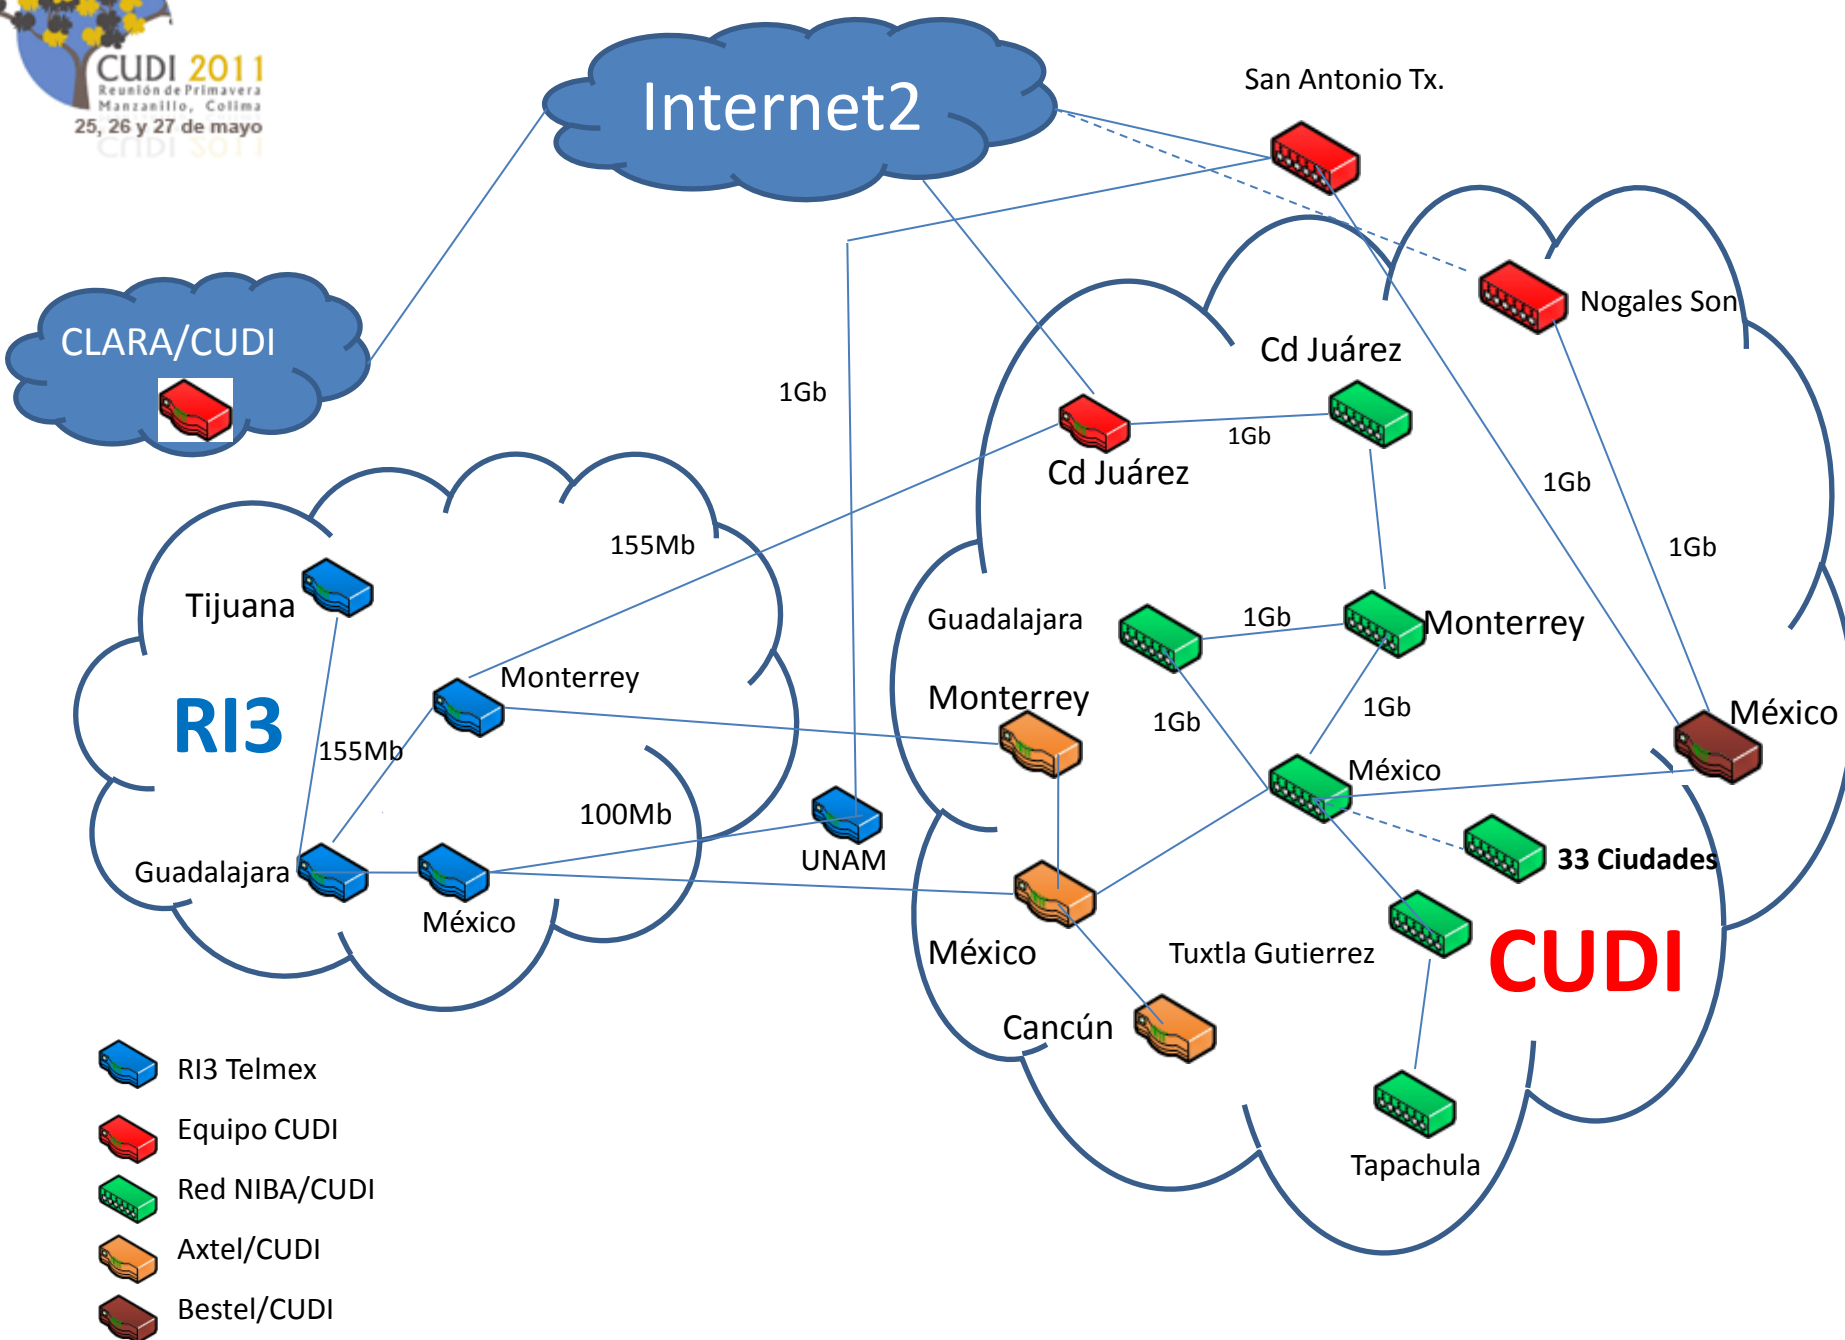 CUDI 2011
Reunión de Primavera
Manzanillo, Colima
25, 26 y 27 de mayo
Internet2
San Antonio Tx.
Nogales Son
CLARA/CUDI
Cd Juárez
1Gb
1Gb
Cd Juárez
1Gb
155Mb
1Gb
Tijuana
Guadalajara
1Gb
Monterrey
Monterrey
Monterrey
RI3
155Mb
1Gb
1Gb
México
México
100Mb
UNAM
33 Ciudades
Guadalajara
México
México
Tuxtla Gutierrez
CUDI
Cancún
Tapachula
RI3 Telmex
Equipo CUDI
Red NIBA/CUDI
Axtel/CUDI
Bestel/CUDI